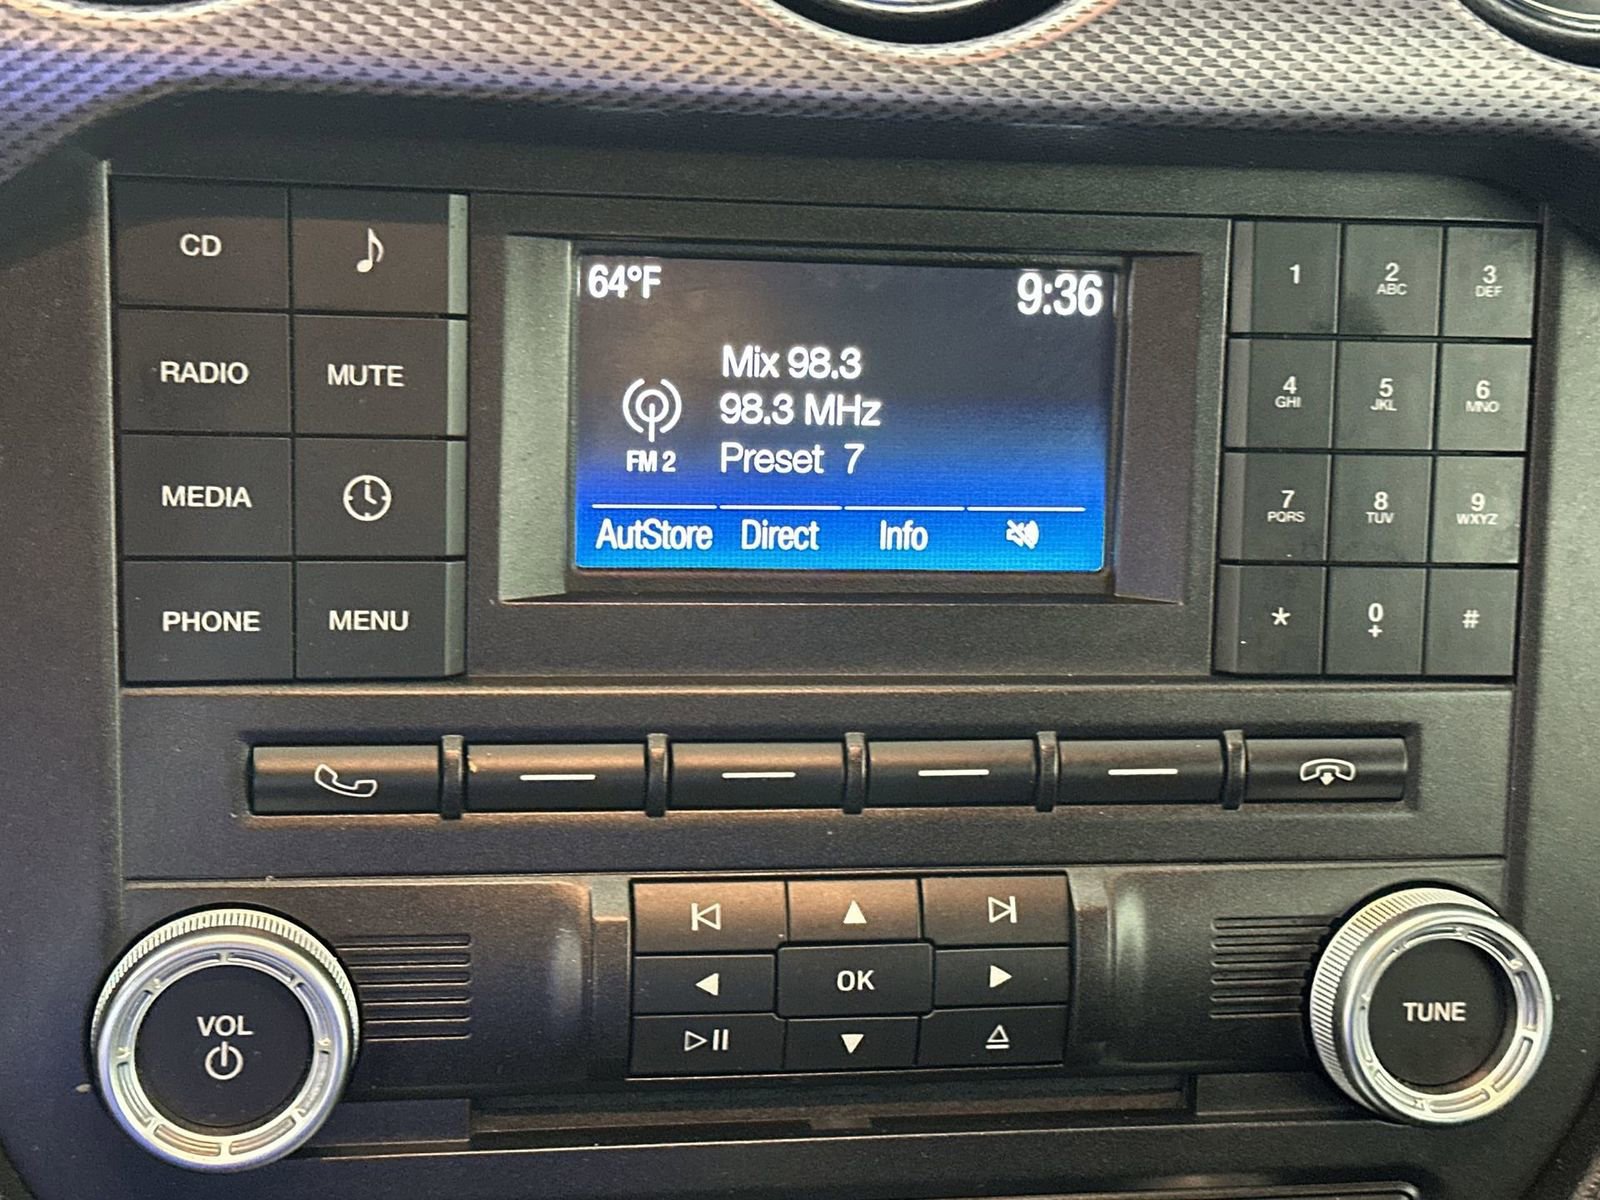 CD
RADIO MUTE
MEDIA
PHONE MENU
64°F 9:36
Mix 98.3
98.3 MHz
FM 2 Preset 7
AutStore Direct Info
1 2 ABC 3 DEF
4 GHI 5 JKL 6 MNO
7 PQRS 8 TUV 9 WXYZ
* 0 + #
OK
VOL
TUNE